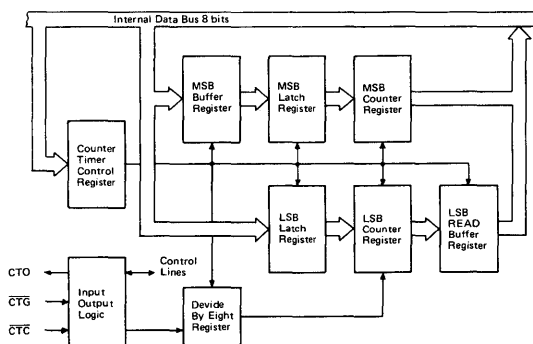 Internal Data Bus 8 bits
MSB
Buffer
Register
MSB
Latch
Register
MSB
Counter
Register
Counter
Timer
Control
Register
LSB
Latch
Register
LSB
Counter
Register
LSB
READ
Buffer
Register
CTO
CTG
CTC
Input
Output
Logic
Control
Lines
Devide
By Eight
Register